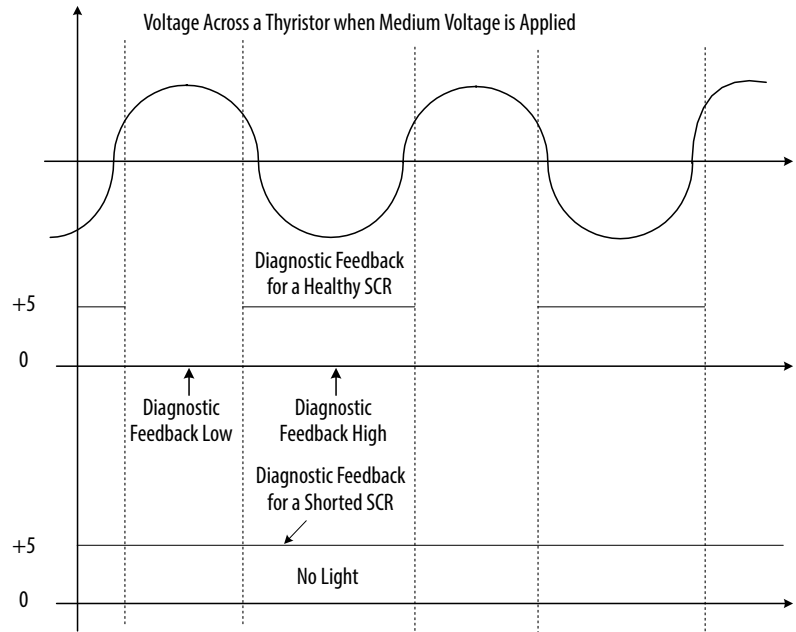 Voltage Across a Thyristor when Medium Voltage is Applied
Diagnostic Feedback
for a Healthy SCR
+5
0
Diagnostic
Feedback Low
Diagnostic
Feedback High
Diagnostic Feedback
for a Shorted SCR
+5
No Light
0